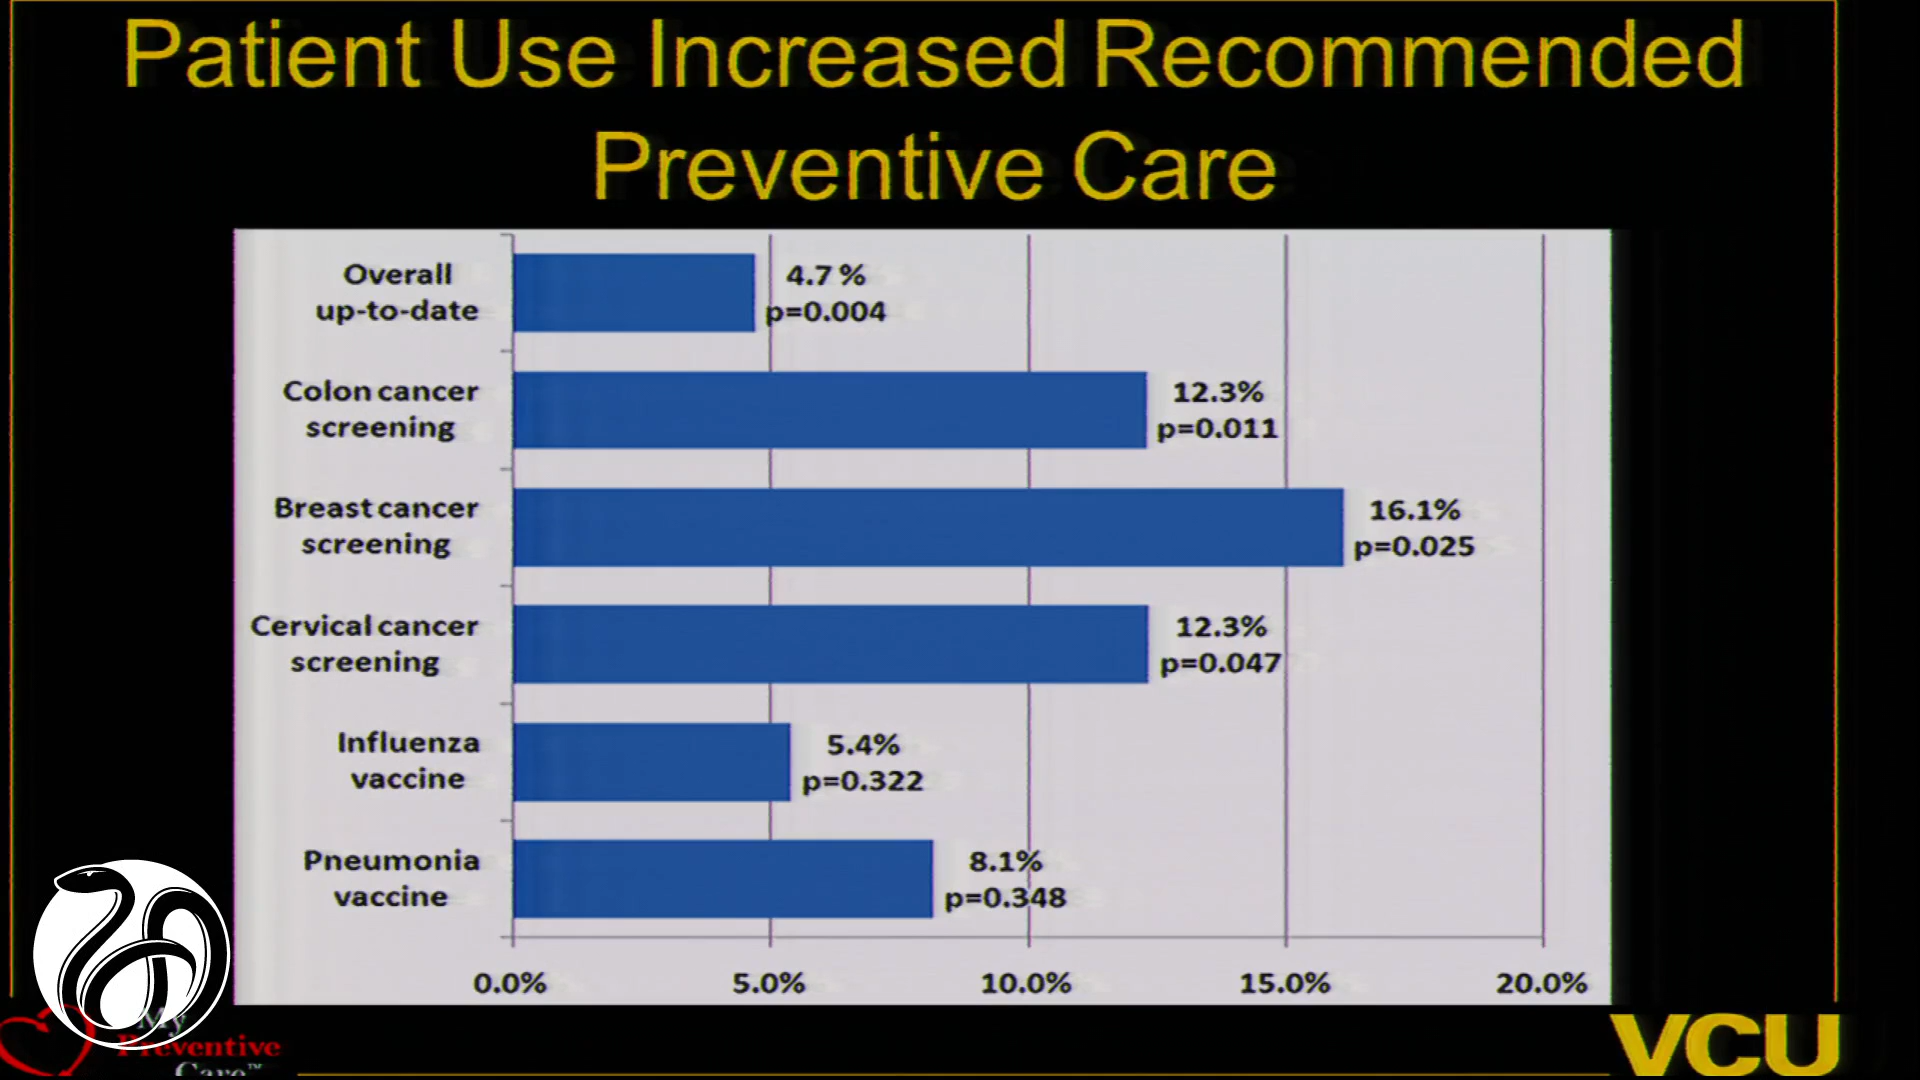 Patient Use Increased Recommended
Preventive Care
Overall
up-to-date
4.7 %
p=0.004
Colon cancer
screening
12.3%
p=0.011
Breast cancer
screening
16.1%
p=0.025
Cervical cancer
screening
12.3%
p=0.047
Influenza
vaccine
5.4%
p=0.322
Pneumonia
vaccine
8.1%
p=0.348
0.0% 5.0% 10.0% 15.0% 20.0%
My
Preventive
Care™
VCU